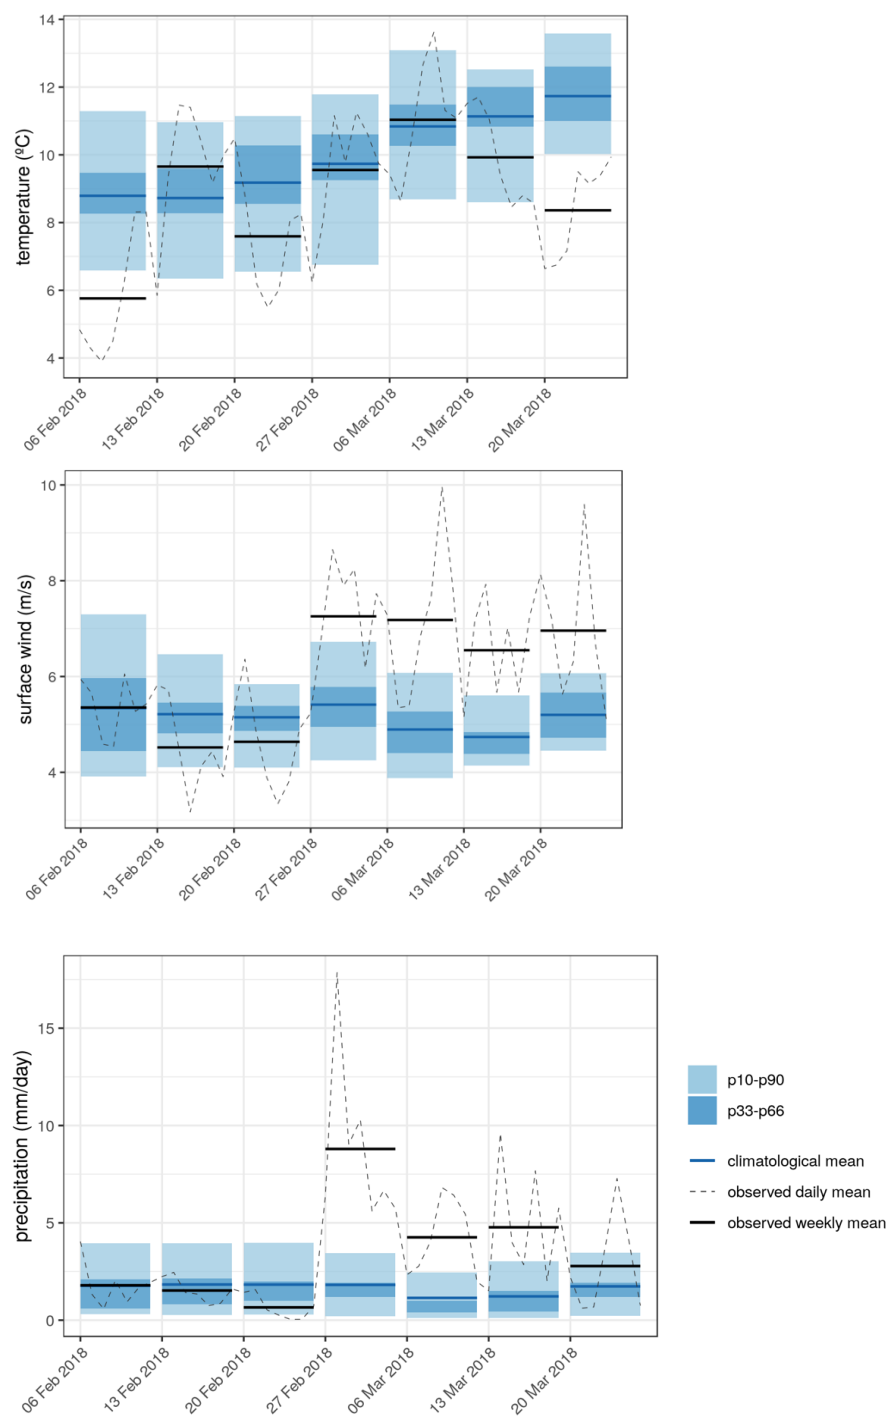 temperature (ºC)
14
12
10
8
6
4
06 Feb 2018
13 Feb 2018
20 Feb 2018
27 Feb 2018
06 Mar 2018
13 Mar 2018
20 Mar 2018
surface wind (m/s)
10
8
6
4
06 Feb 2018
13 Feb 2018
20 Feb 2018
27 Feb 2018
06 Mar 2018
13 Mar 2018
20 Mar 2018
precipitation (mm/day)
15
10
5
0
06 Feb 2018
13 Feb 2018
20 Feb 2018
27 Feb 2018
06 Mar 2018
13 Mar 2018
20 Mar 2018
p10-p90
p33-p66
climatological mean
observed daily mean
observed weekly mean